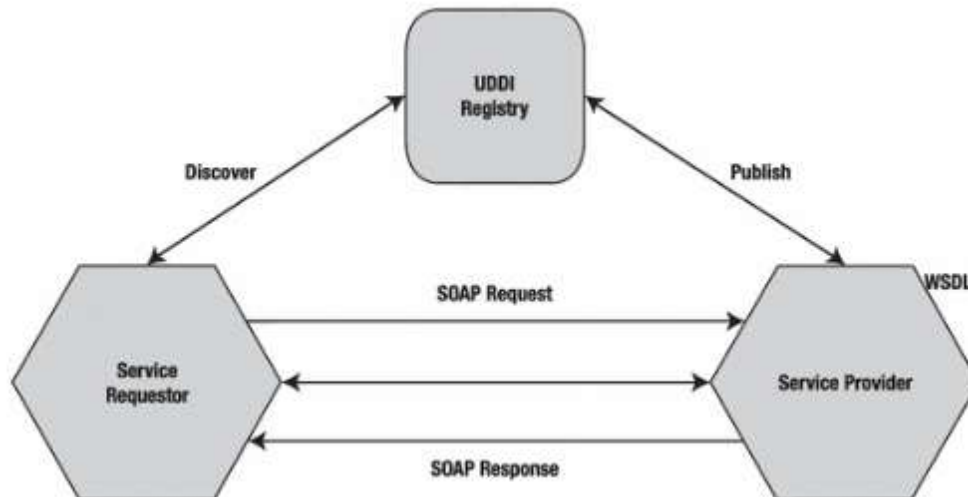 UDDI
Registry
Discover
Publish
WSDL
SOAP Request
Service
Requestor
Service Provider
SOAP Response